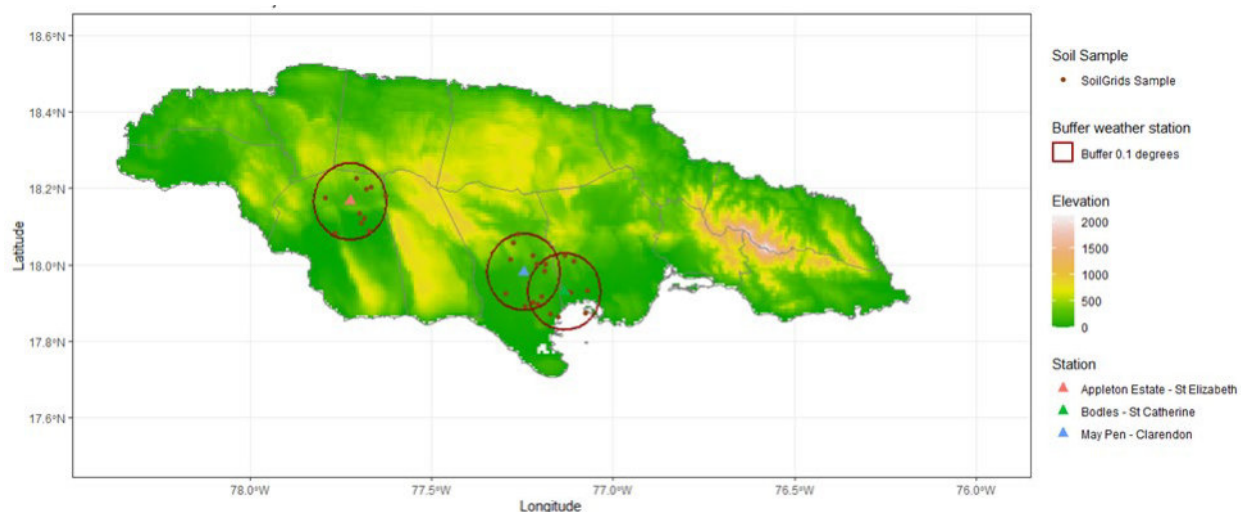 18.6°N
18.4°N
18.2°N
18.0°N
17.8°N
17.6°N
Latitude
78.0°W
77.5°W
77.0°W
76.5°W
76.0°W
Longitude
Soil Sample
SoilGrids Sample
Buffer weather station
Buffer 0.1 degrees
Elevation
2000
1500
1000
500
0
Station
Appleton Estate - St Elizabeth
Bodles - St Catherine
May Pen - Clarendon